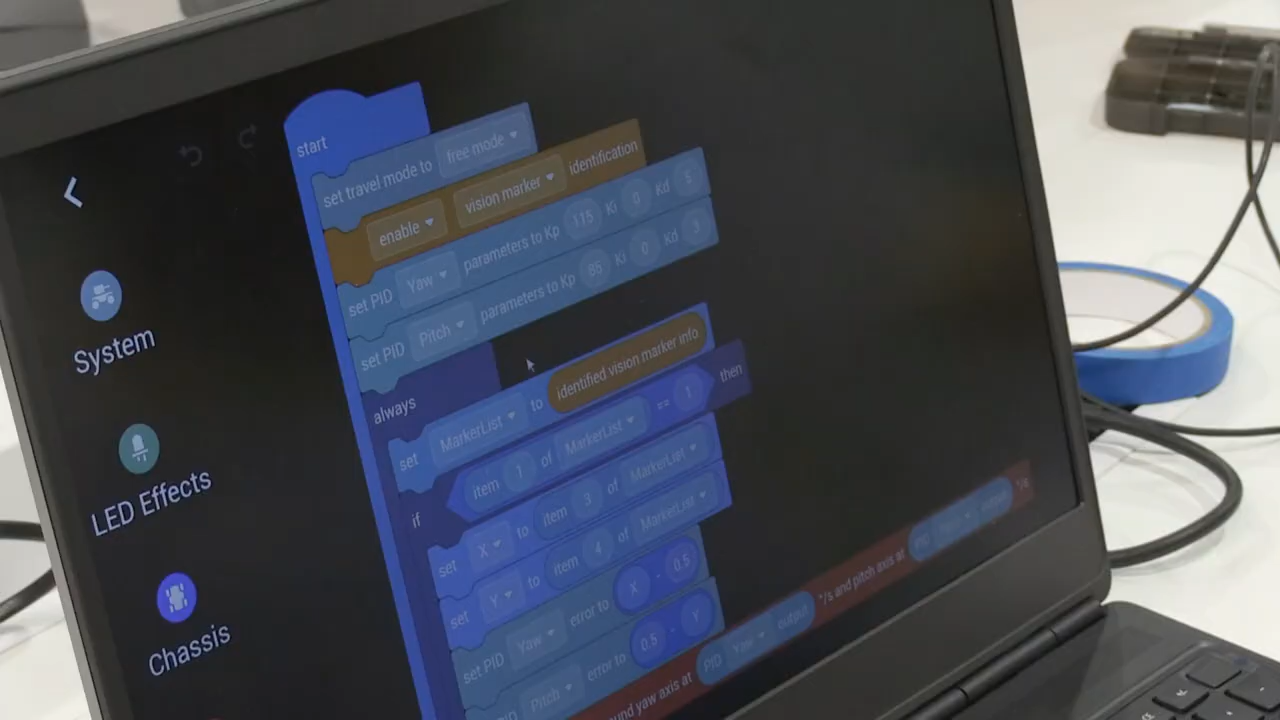 start
set travel mode to free mode
enable vision marker identification
set PID Yaw parameters to Kp 115 Ki 0 Kd 5
set PID Pitch parameters to Kp 85 Ki 0 Kd 3
always
set MarkerList to identified vision marker info
if item 1 of MarkerList == 1 then
set X to item 3 of MarkerList
set Y to item 4 of MarkerList
set PID Yaw error to X - 0.5
set PID Pitch error to 0.5 - Y
yaw axis at PID Yaw output °/s and pitch axis at output °/s
System
LED Effects
Chassis